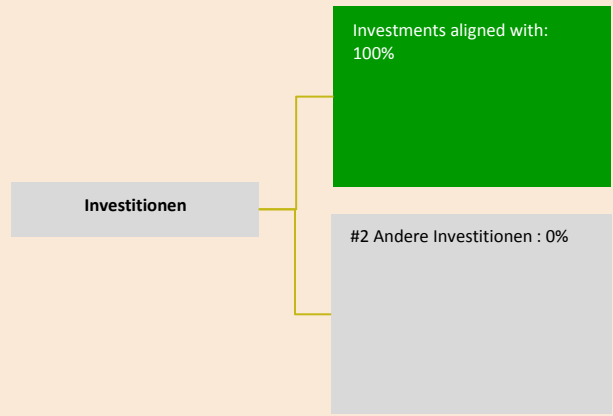 Investments aligned with:
100%
Investitionen
#2 Andere Investitionen : 0%